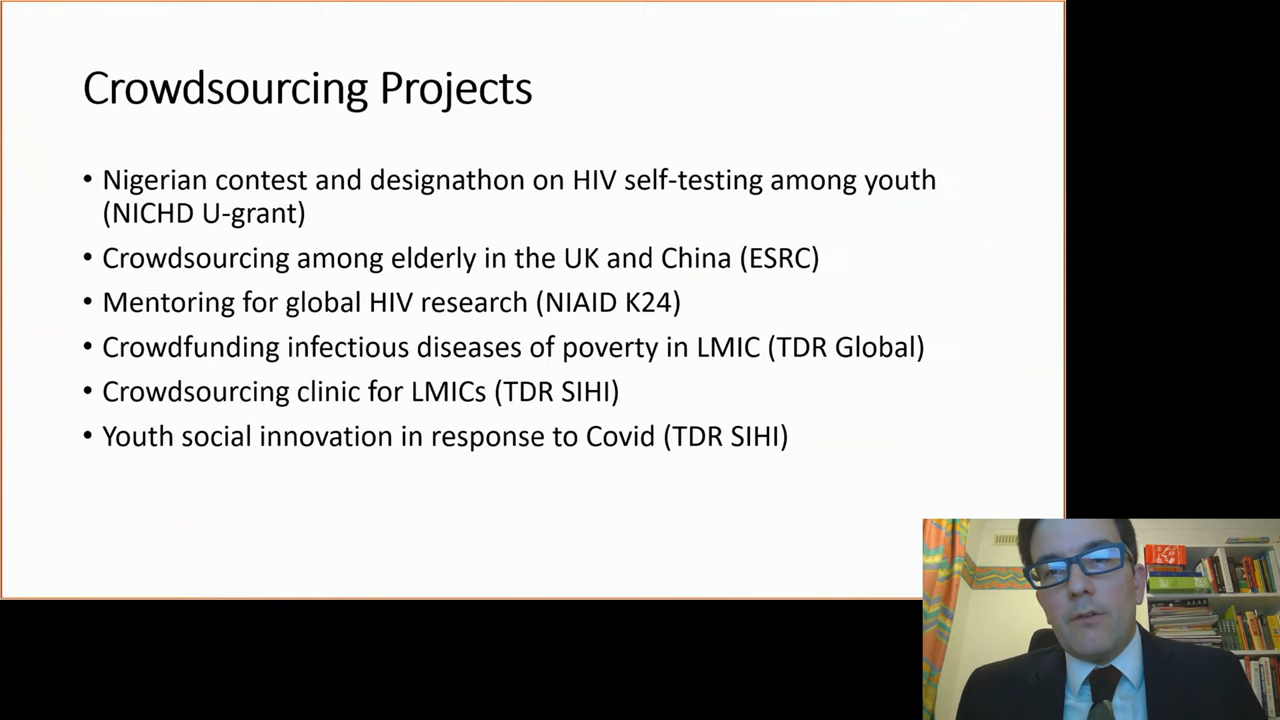 Crowdsourcing Projects
• Nigerian contest and designathon on HIV self-testing among youth
(NICHD U-grant)
• Crowdsourcing among elderly in the UK and China (ESRC)
• Mentoring for global HIV research (NIAID K24)
• Crowdfunding infectious diseases of poverty in LMIC (TDR Global)
• Crowdsourcing clinic for LMICs (TDR SIHI)
• Youth social innovation in response to Covid (TDR SIHI)